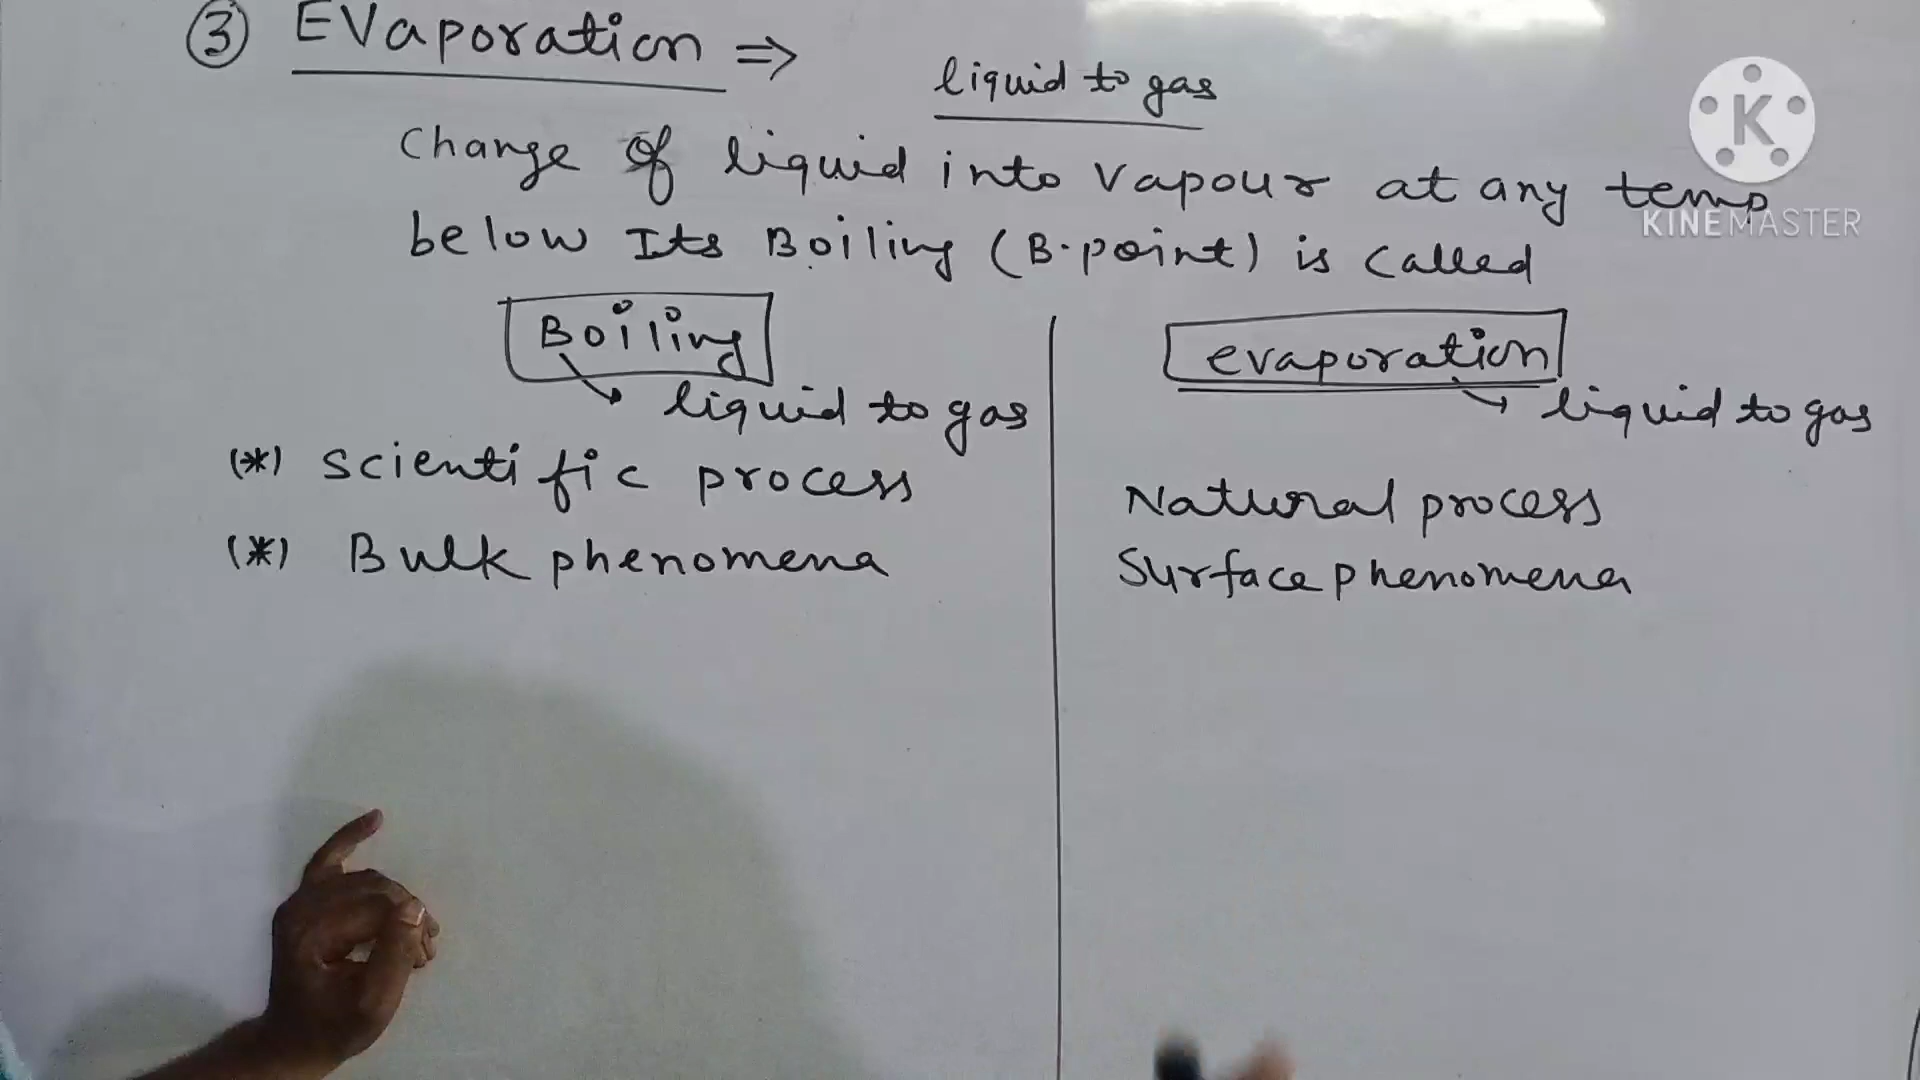 ③ EVaporation ⇒ liquid to gas
Change of liquid into Vapour at any temp
below Its Boiling (B.point) is Called
Boiling
evaporation
liquid to gas
liquid to gas
(*) Scientific process
Natural process
(*) Bulk phenomena
Surface phenomena
K
KINEMASTER